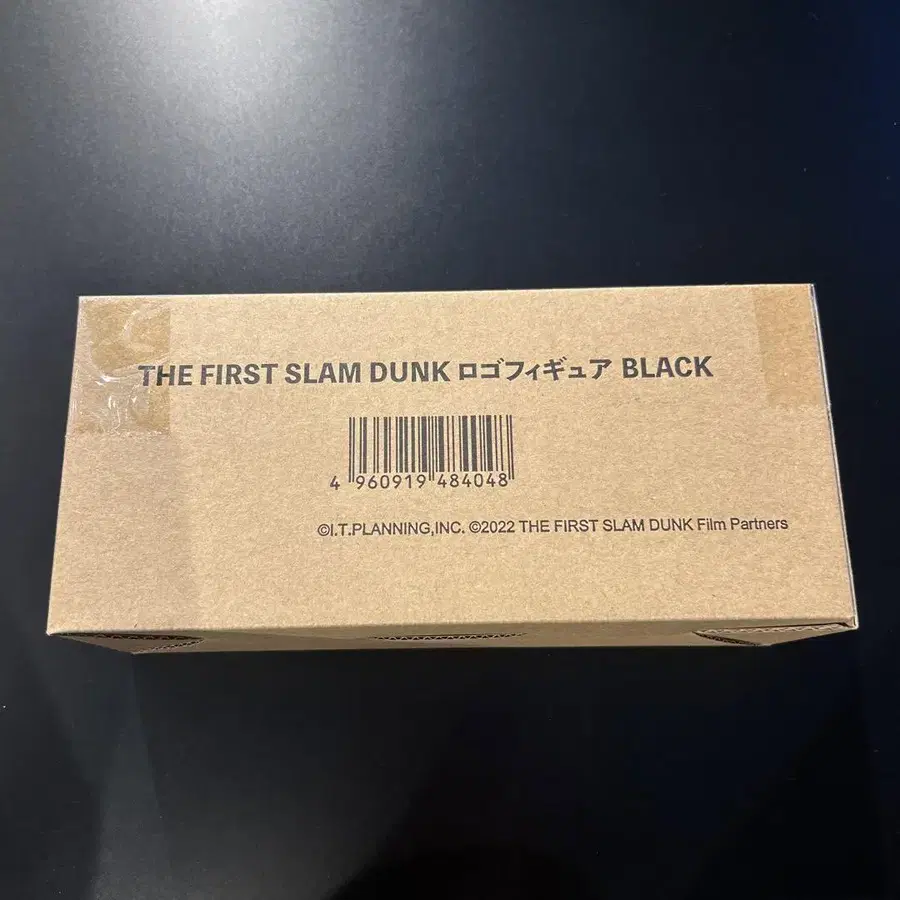 THE FIRST SLAM DUNK ロゴフィギュア BLACK
4 960919 484048
©I.T.PLANNING,INC. ©2022 THE FIRST SLAM DUNK Film Partners